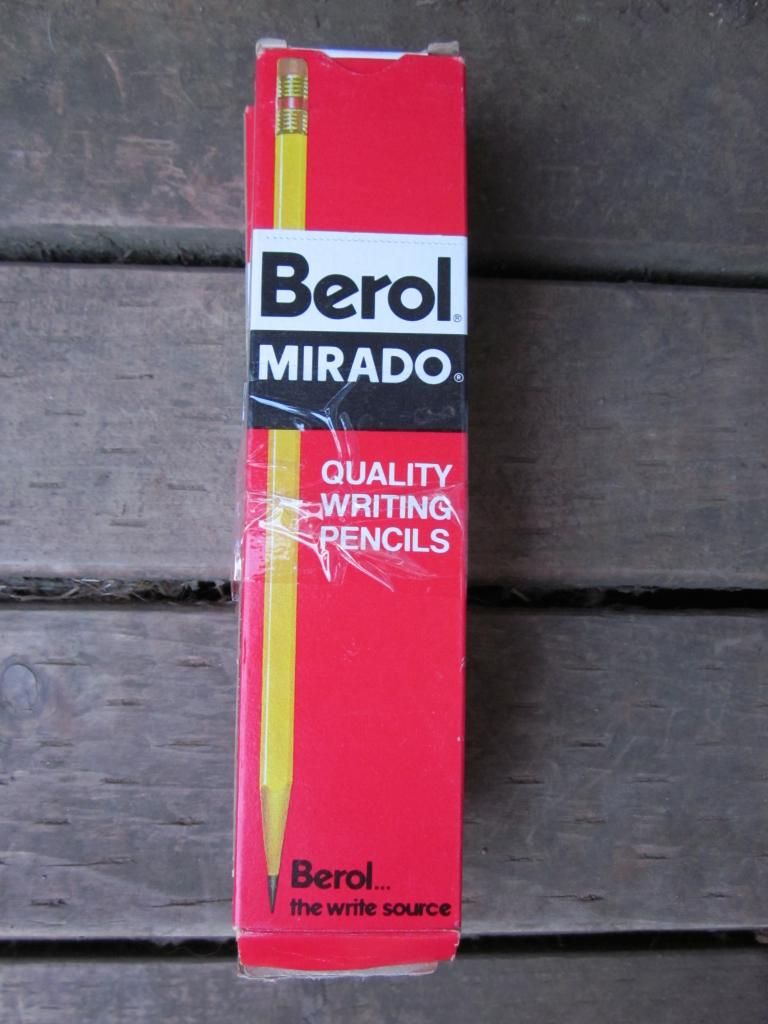 Berol®
MIRADO®
QUALITY
WRITING
PENCILS
Berol...
the write source